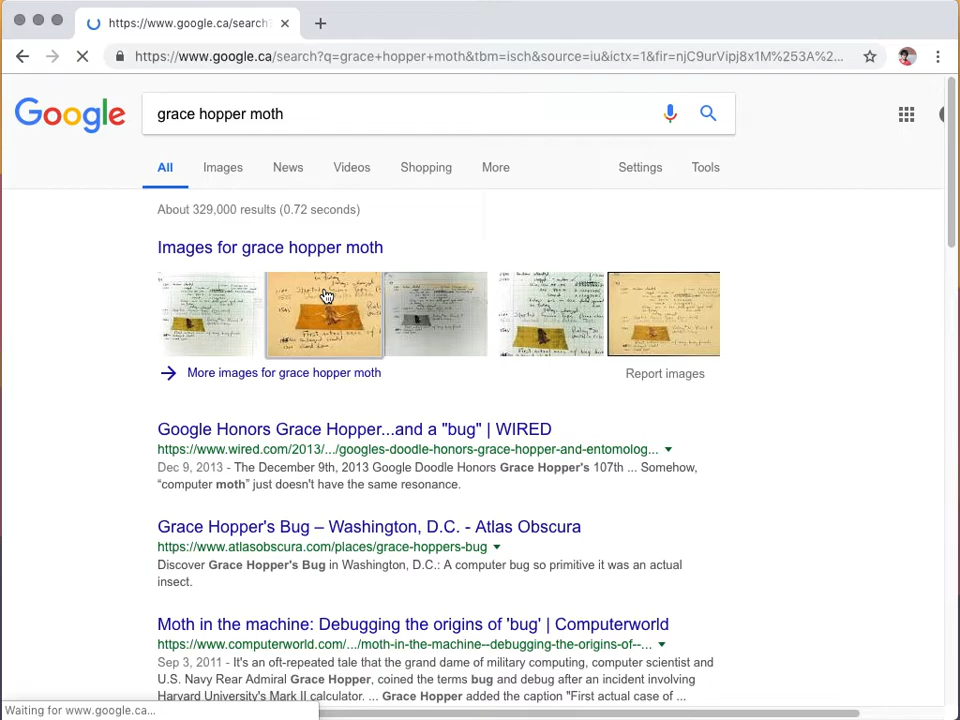 https://www.google.ca/search?
https://www.google.ca/search?q=grace+hopper+moth&tbm=isch&source=iu&ictx=1&fir=njC9urVipj8x1M%253A%2...
Google
grace hopper moth
All Images News Videos Shopping More Settings Tools
About 329,000 results (0.72 seconds)
Images for grace hopper moth
More images for grace hopper moth
Report images
Google Honors Grace Hopper...and a "bug" | WIRED
https://www.wired.com/2013/.../googles-doodle-honors-grace-hopper-and-entomolog...
Dec 9, 2013 - The December 9th, 2013 Google Doodle Honors Grace Hopper's 107th ... Somehow,
“computer moth” just doesn't have the same resonance.
Grace Hopper's Bug – Washington, D.C. - Atlas Obscura
https://www.atlasobscura.com/places/grace-hoppers-bug
Discover Grace Hopper's Bug in Washington, D.C.: A computer bug so primitive it was an actual
insect.
Moth in the machine: Debugging the origins of 'bug' | Computerworld
https://www.computerworld.com/.../moth-in-the-machine--debugging-the-origins-of--...
Sep 3, 2011 - It's an oft-repeated tale that the grand dame of military computing, computer scientist and
U.S. Navy Rear Admiral Grace Hopper, coined the terms bug and debug after an incident involving
Harvard University's Mark II calculator. ... Grace Hopper added the caption "First actual case of ...
Waiting for www.google.ca...